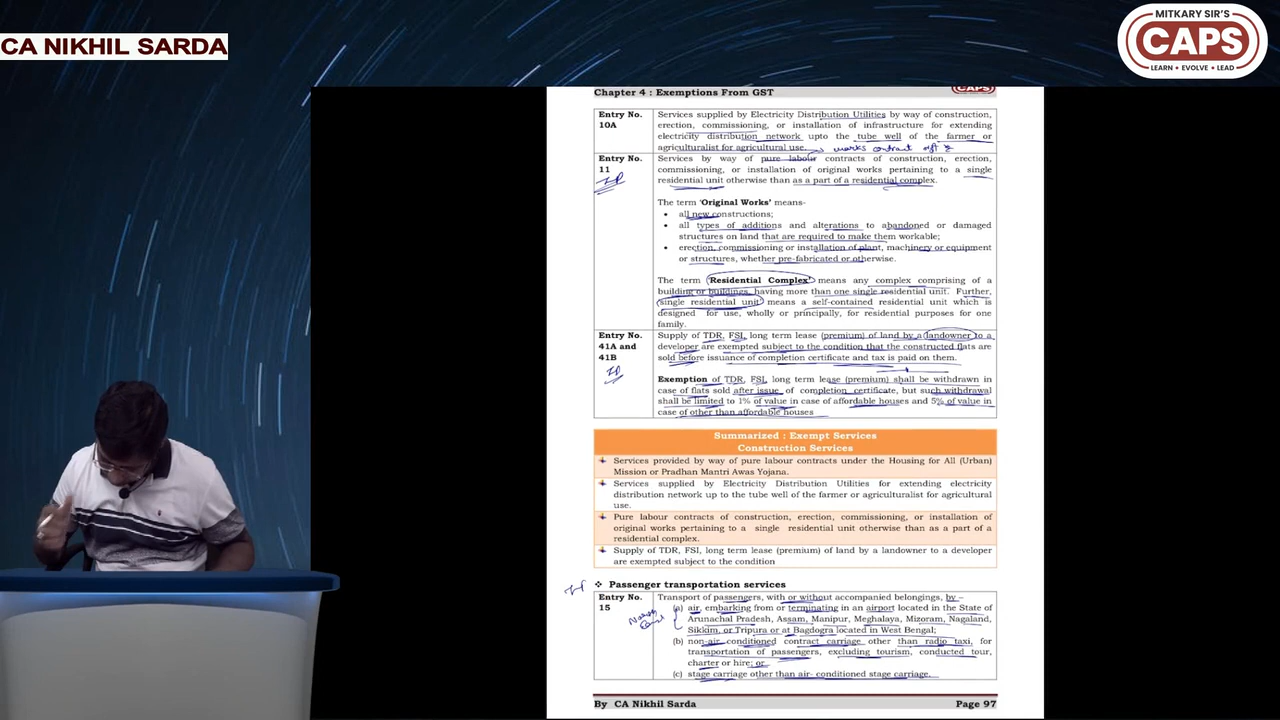 CA NIKHIL SARDA
MITKARY SIR'S
CAPS
LEARN • EVOLVE • LEAD
Chapter 4 : Exemptions From GST
CAPS
Entry No.
10A
Services supplied by Electricity Distribution Utilities by way of construction,
erection, commissioning, or installation of infrastructure for extending
electricity distribution network upto the tube well of the farmer or
agriculturalist for agricultural use.
works contract
Entry No.
11
Services by way of pure labour contracts of construction, erection,
commissioning, or installation of original works pertaining to a single
residential unit otherwise than as a part of a residential complex.
The term 'Original Works' means-
• all new constructions;
• all types of additions and alterations to abandoned or damaged
structures on land that are required to make them workable;
• erection, commissioning or installation of plant, machinery or equipment
or structures, whether pre-fabricated or otherwise.
The term 'Residential Complex' means any complex comprising of a
building or buildings, having more than one single residential unit. Further,
single residential unit means a self-contained residential unit which is
designed for use, wholly or principally, for residential purposes for one
family.
Entry No.
41A and
41B
Supply of TDR, FSI, long term lease (premium) of land by a landowner to a
developer are exempted subject to the condition that the constructed flats are
sold before issuance of completion certificate and tax is paid on them.
Exemption of TDR, FSI, long term lease (premium) shall be withdrawn in
case of flats sold after issue of completion certificate, but such withdrawal
shall be limited to 1% of value in case of affordable houses and 5% of value in
case of other than affordable houses
Summarized : Exempt Services
Construction Services
Services provided by way of pure labour contracts under the Housing for All (Urban)
Mission or Pradhan Mantri Awas Yojana.
Services supplied by Electricity Distribution Utilities for extending electricity
distribution network up to the tube well of the farmer or agriculturalist for agricultural
use.
Pure labour contracts of construction, erection, commissioning, or installation of
original works pertaining to a single residential unit otherwise than as a part of a
residential complex.
Supply of TDR, FSI, long term lease (premium) of land by a landowner to a developer
are exempted subject to the condition
❖ Passenger transportation services
Entry No.
15
Transport of passengers, with or without accompanied belongings, by –
(a) air, embarking from or terminating in an airport located in the State of
Arunachal Pradesh, Assam, Manipur, Meghalaya, Mizoram, Nagaland,
Sikkim, or Tripura or at Bagdogra located in West Bengal;
(b) non-air conditioned contract carriage other than radio taxi, for
transportation of passengers, excluding tourism, conducted tour,
charter or hire; or
(c) stage carriage other than air- conditioned stage carriage.
By CA Nikhil Sarda
Page 97